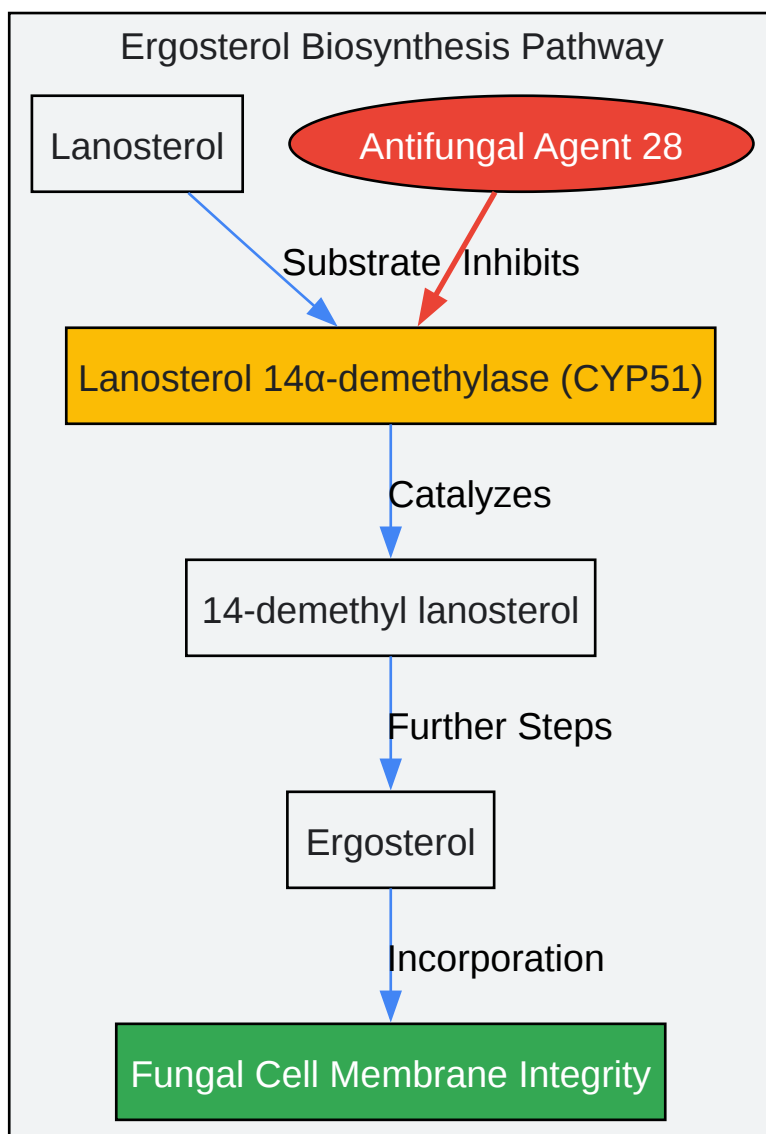 Ergosterol Biosynthesis Pathway
Lanosterol
Antifungal Agent 28
Substrate
Inhibits
Lanosterol 14α-demethylase (CYP51)
Catalyzes
14-demethyl lanosterol
Further Steps
Ergosterol
Incorporation
Fungal Cell Membrane Integrity